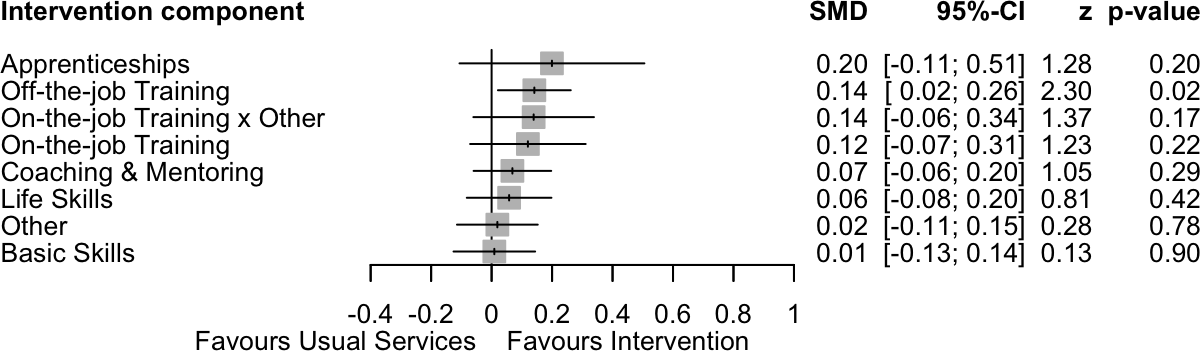 Intervention component SMD 95%-CI z p-value
Apprenticeships 0.20 [-0.11; 0.51] 1.28 0.20
Off-the-job Training 0.14 [ 0.02; 0.26] 2.30 0.02
On-the-job Training x Other 0.14 [-0.06; 0.34] 1.37 0.17
On-the-job Training 0.12 [-0.07; 0.31] 1.23 0.22
Coaching & Mentoring 0.07 [-0.06; 0.20] 1.05 0.29
Life Skills 0.06 [-0.08; 0.20] 0.81 0.42
Other 0.02 [-0.11; 0.15] 0.28 0.78
Basic Skills 0.01 [-0.13; 0.14] 0.13 0.90
-0.4 -0.2 0 0.2 0.4 0.6 0.8 1
Favours Usual Services Favours Intervention